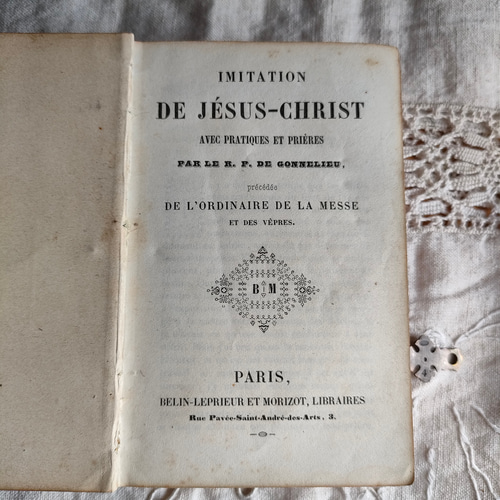 IMITATION
DE JÉSUS-CHRIST
AVEC PRATIQUES ET PRIÈRES
PAR LE R. P. DE GONNELIEU,
précédée
DE L'ORDINAIRE DE LA MESSE
ET DES VÊPRES.
B M
PARIS,
BELIN-LEPRIEUR ET MORIZOT, LIBRAIRES
Rue Pavée-Saint-André-des-Arts, 3.